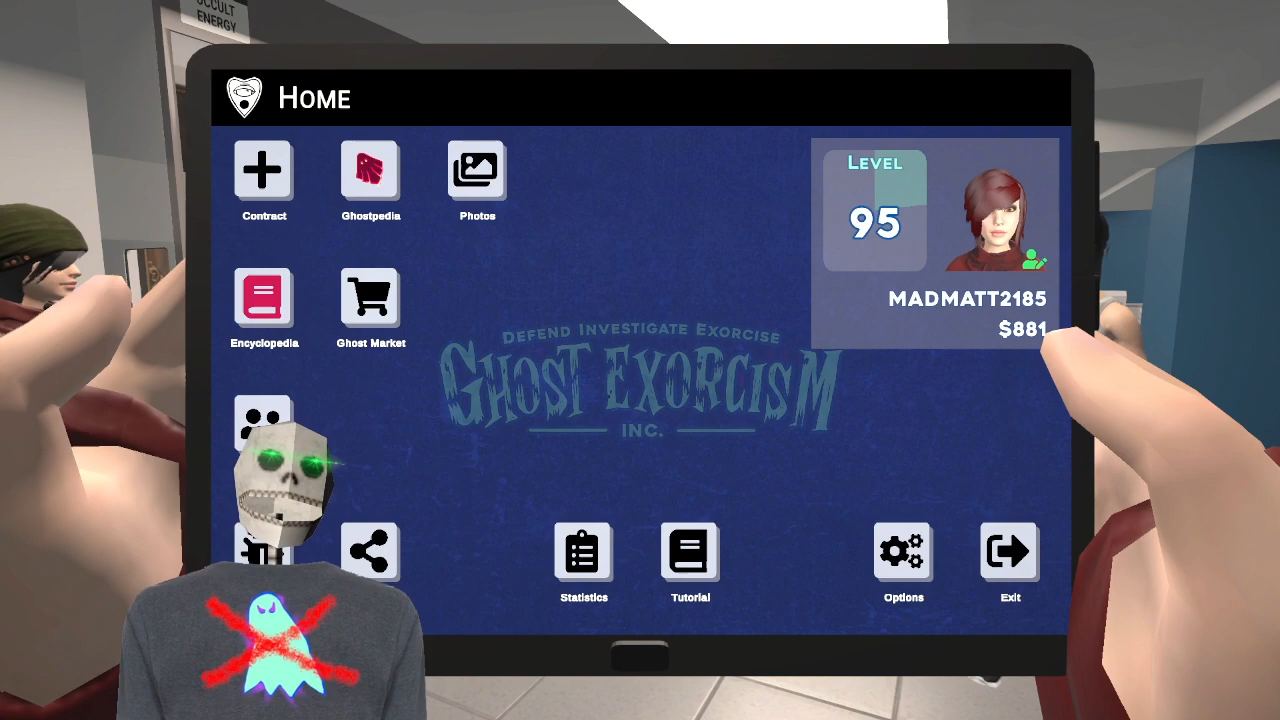 OCCULT
ENERGY
HOME
LEVEL
95
MADMATT2185
$881
Contract
Ghostpedia
Photos
Encyclopedia
Ghost Market
DEFEND INVESTIGATE EXORCISE
GHOST EXORCISM
INC.
Statistics
Tutorial
Options
Exit